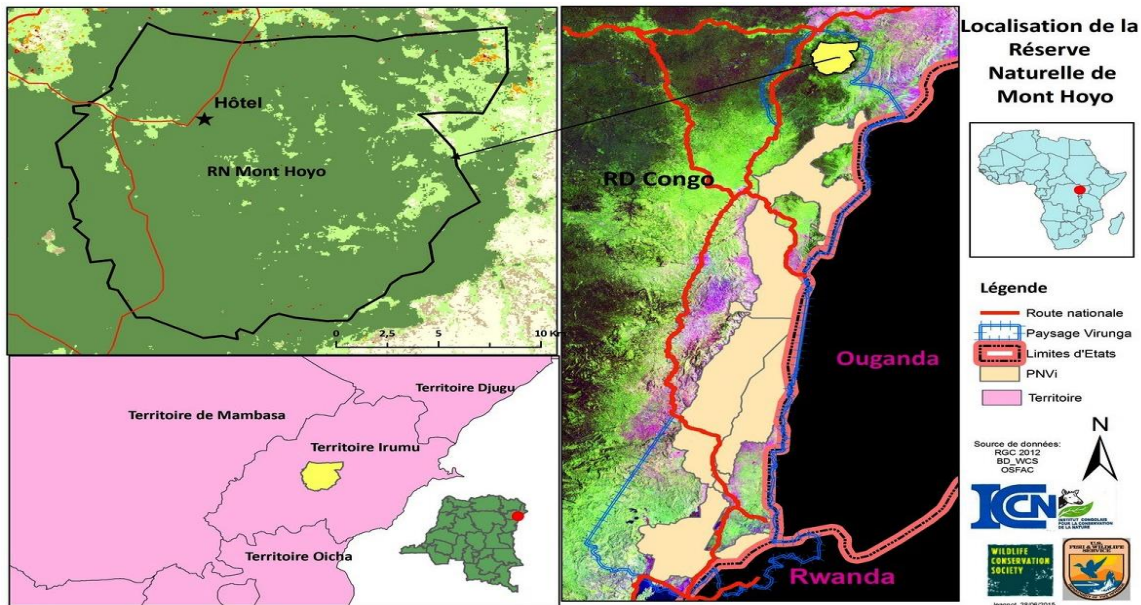 Hôtel
RN Mont Hoyo
0 2,5 5 10 Km
Territoire Djugu
Territoire de Mambasa
Territoire Irumu
Territoire Oicha
RD Congo
Ouganda
Rwanda
Localisation de la
Réserve
Naturelle de
Mont Hoyo
Légende
Route nationale
Paysage Virunga
Limites d'Etats
PNVi
Territoire
N
Source de données:
RGC 2012
BD_WCS
OSFAC
ICCN
INSTITUT CONGOLAIS
POUR LA CONSERVATION
DE LA NATURE
WILDLIFE
CONSERVATION
SOCIETY
U.S.
FISH & WILDLIFE
SERVICE